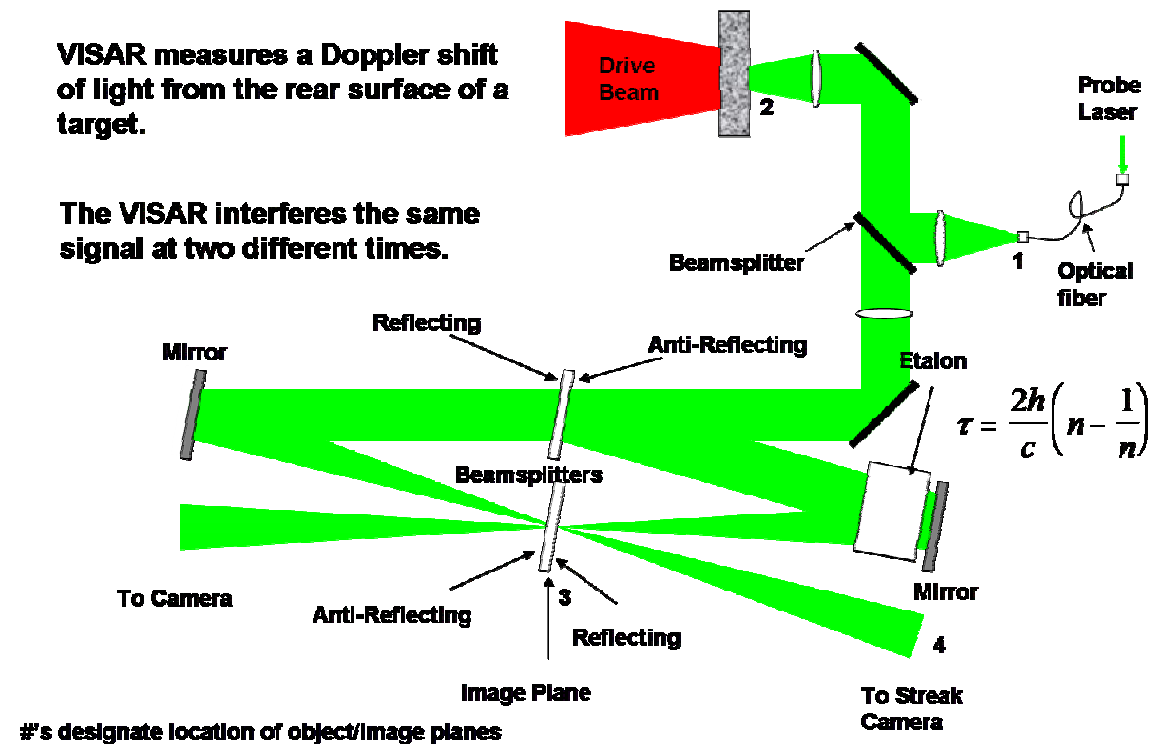 VISAR measures a Doppler shift
of light from the rear surface of a
target.
The VISAR interferes the same
signal at two different times.
Drive
Beam
2
Probe
Laser
Beamsplitter
1
Optical
fiber
Reflecting
Anti-Reflecting
Mirror
Etalon
τ = 2h/c (n − 1/n)
Beamsplitters
To Camera
Anti-Reflecting
3
Reflecting
Mirror
4
Image Plane
To Streak
Camera
#'s designate location of object/image planes